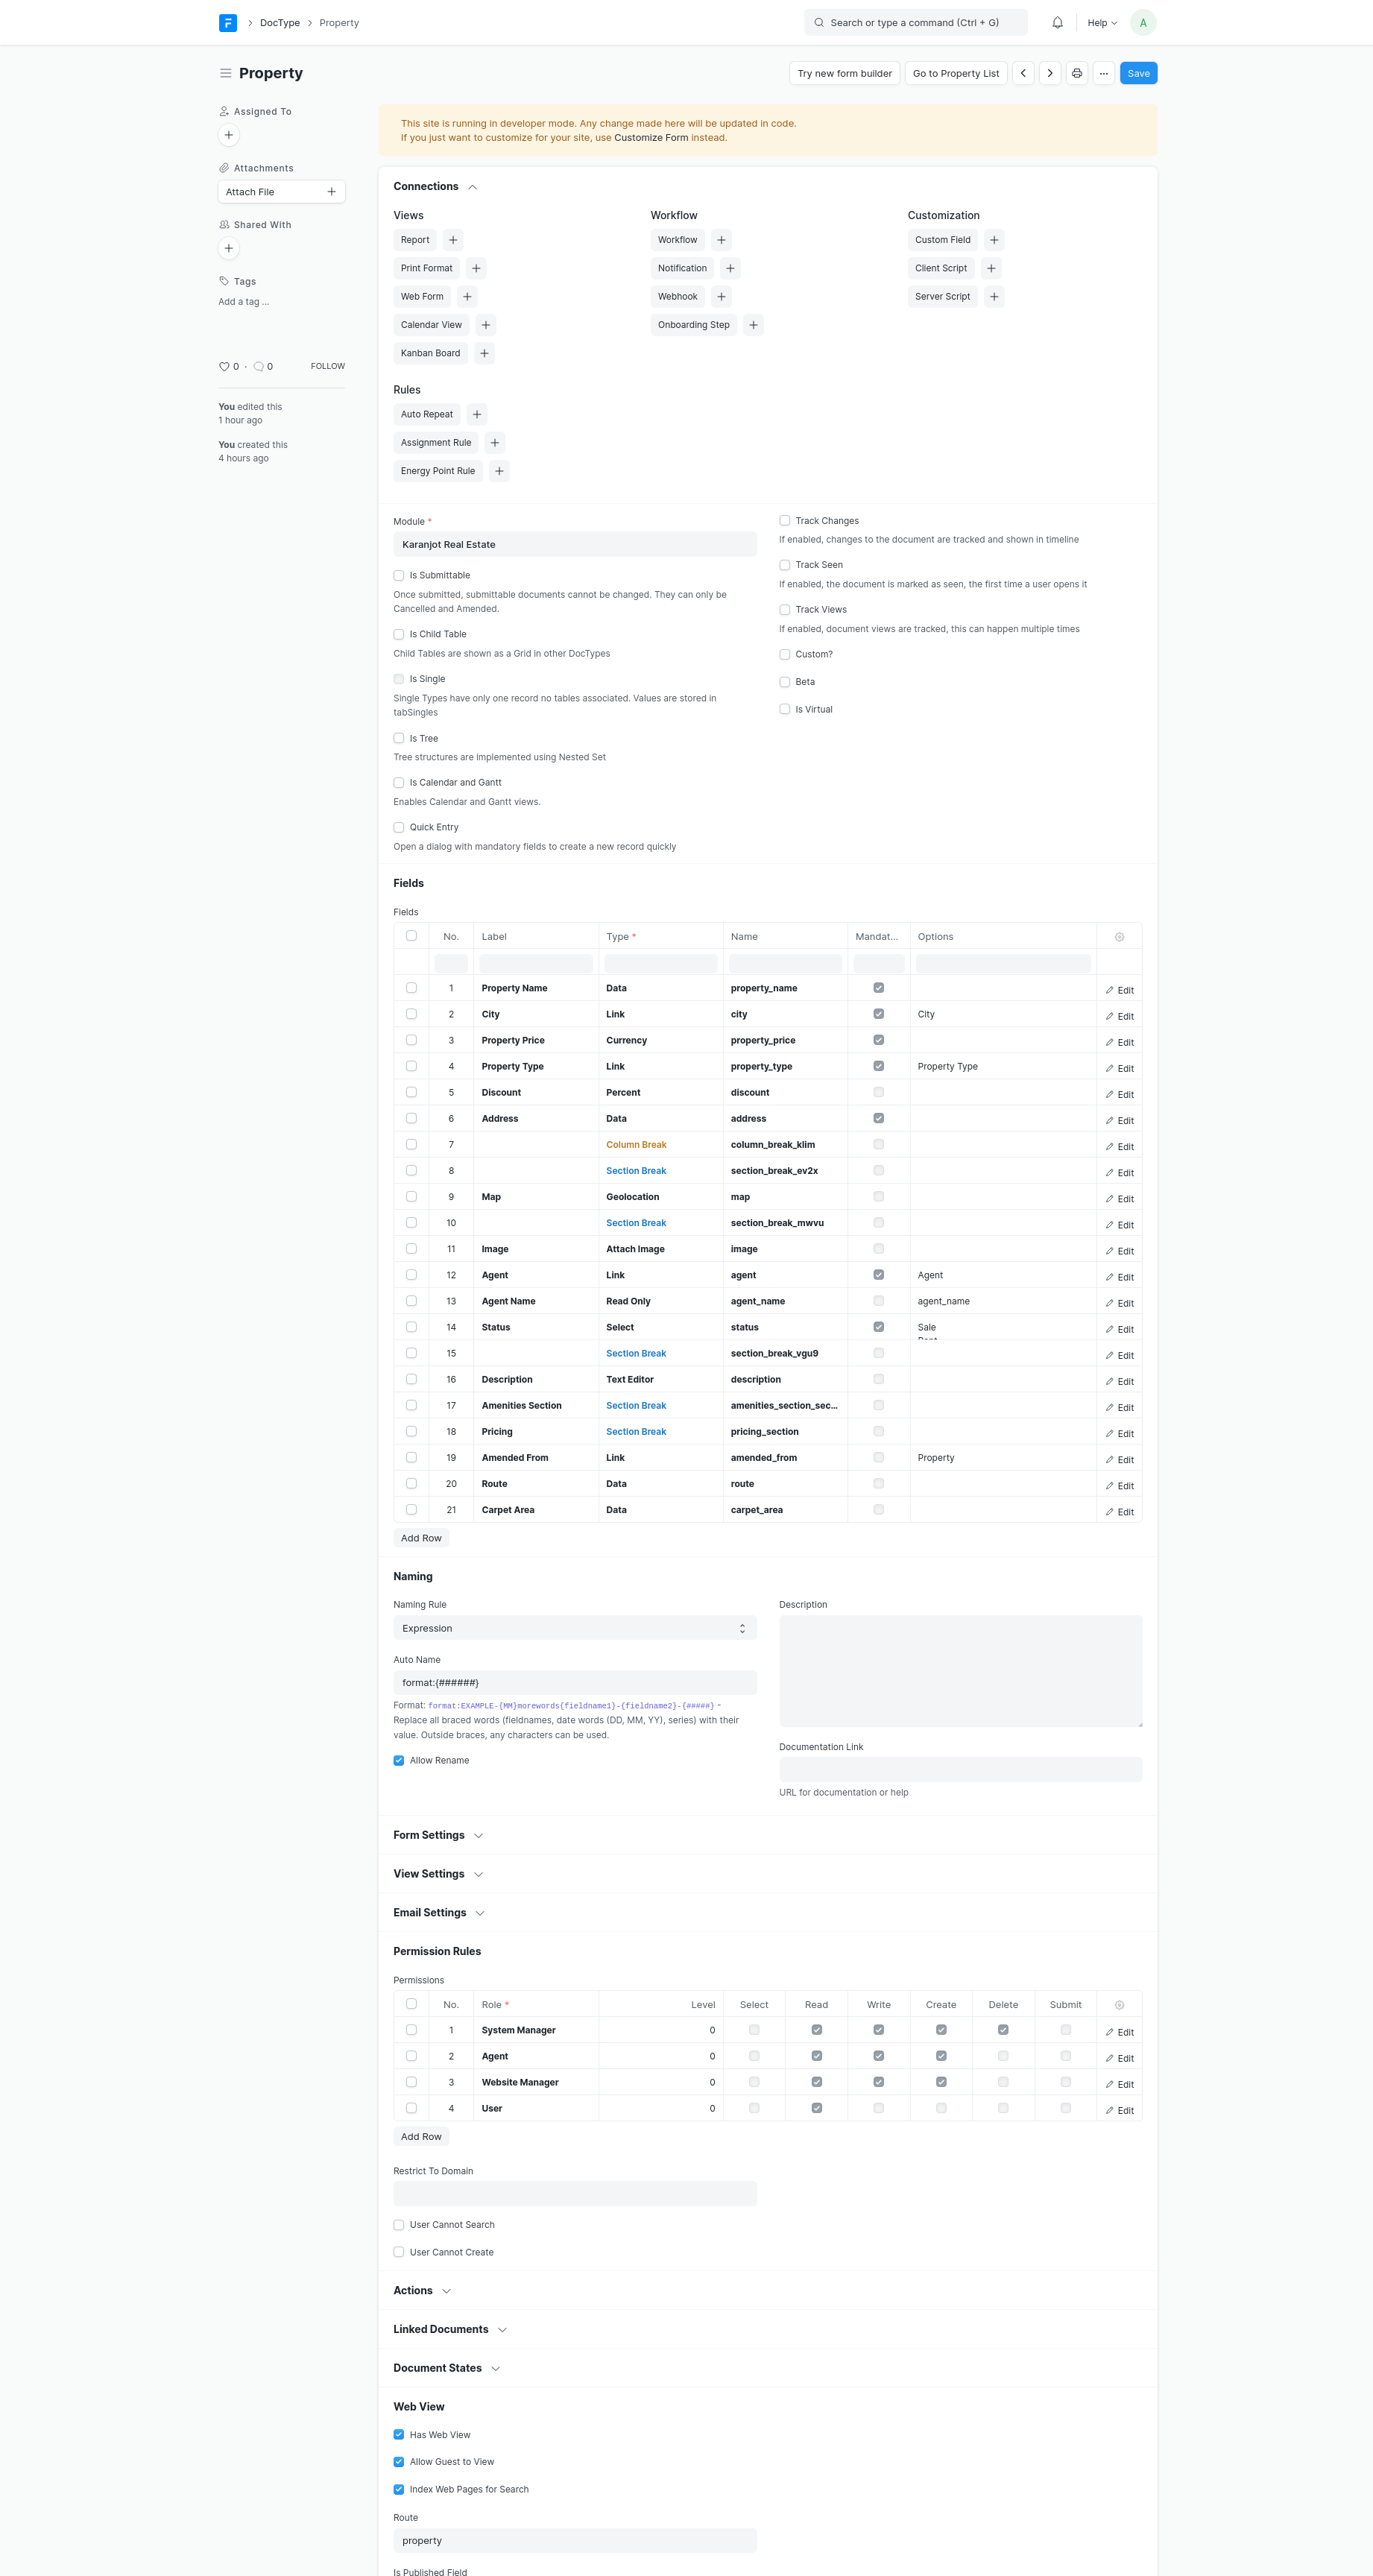 DocType
Property
Search or type a command (Ctrl + G)
Help
A
Property
Try new form builder
Go to Property List
Save
Assigned To
Attachments
Attach File
Shared With
Tags
Add a tag ...
0 · 0 FOLLOW
You edited this
1 hour ago
You created this
4 hours ago
This site is running in developer mode. Any change made here will be updated in code.
If you just want to customize for your site, use Customize Form instead.
Connections
Views
Report
Print Format
Web Form
Calendar View
Kanban Board
Workflow
Workflow
Notification
Webhook
Onboarding Step
Customization
Custom Field
Client Script
Server Script
Rules
Auto Repeat
Assignment Rule
Energy Point Rule
Module *
Karanjot Real Estate
Is Submittable
Once submitted, submittable documents cannot be changed. They can only be
Cancelled and Amended.
Is Child Table
Child Tables are shown as a Grid in other DocTypes
Is Single
Single Types have only one record no tables associated. Values are stored in
tabSingles
Is Tree
Tree structures are implemented using Nested Set
Is Calendar and Gantt
Enables Calendar and Gantt views.
Quick Entry
Open a dialog with mandatory fields to create a new record quickly
Track Changes
If enabled, changes to the document are tracked and shown in timeline
Track Seen
If enabled, the document is marked as seen, the first time a user opens it
Track Views
If enabled, document views are tracked, this can happen multiple times
Custom?
Beta
Is Virtual
Fields
Fields
No. Label Type * Name Mandat... Options
1 Property Name Data property_name Edit
2 City Link city City Edit
3 Property Price Currency property_price Edit
4 Property Type Link property_type Property Type Edit
5 Discount Percent discount Edit
6 Address Data address Edit
7 Column Break column_break_klim Edit
8 Section Break section_break_ev2x Edit
9 Map Geolocation map Edit
10 Section Break section_break_mwvu Edit
11 Image Attach Image image Edit
12 Agent Link agent Agent Edit
13 Agent Name Read Only agent_name agent_name Edit
14 Status Select status Sale Edit
15 Section Break section_break_vgu9 Edit
16 Description Text Editor description Edit
17 Amenities Section Section Break amenities_section_sec... Edit
18 Pricing Section Break pricing_section Edit
19 Amended From Link amended_from Property Edit
20 Route Data route Edit
21 Carpet Area Data carpet_area Edit
Add Row
Naming
Naming Rule
Expression
Auto Name
format:{######}
Format: format:EXAMPLE-{MM}morewords{fieldname1}-{fieldname2}-{#####} -
Replace all braced words (fieldnames, date words (DD, MM, YY), series) with their
value. Outside braces, any characters can be used.
Allow Rename
Description
Documentation Link
URL for documentation or help
Form Settings
View Settings
Email Settings
Permission Rules
Permissions
No. Role * Level Select Read Write Create Delete Submit
1 System Manager 0 Edit
2 Agent 0 Edit
3 Website Manager 0 Edit
4 User 0 Edit
Add Row
Restrict To Domain
User Cannot Search
User Cannot Create
Actions
Linked Documents
Document States
Web View
Has Web View
Allow Guest to View
Index Web Pages for Search
Route
property
Is Published Field